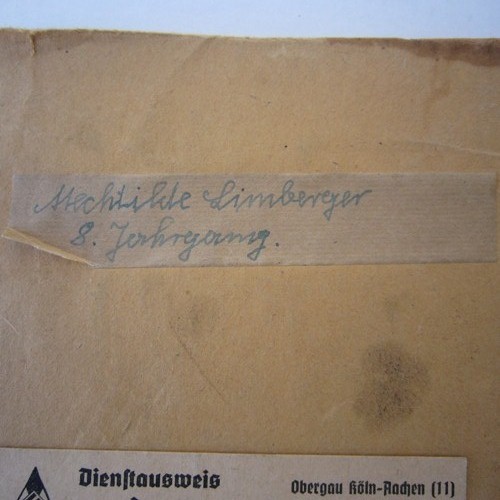 Mechtilde Limberger
8. Jahrgang.
Dienſtausweis
Obergau Köln-Aachen (11)